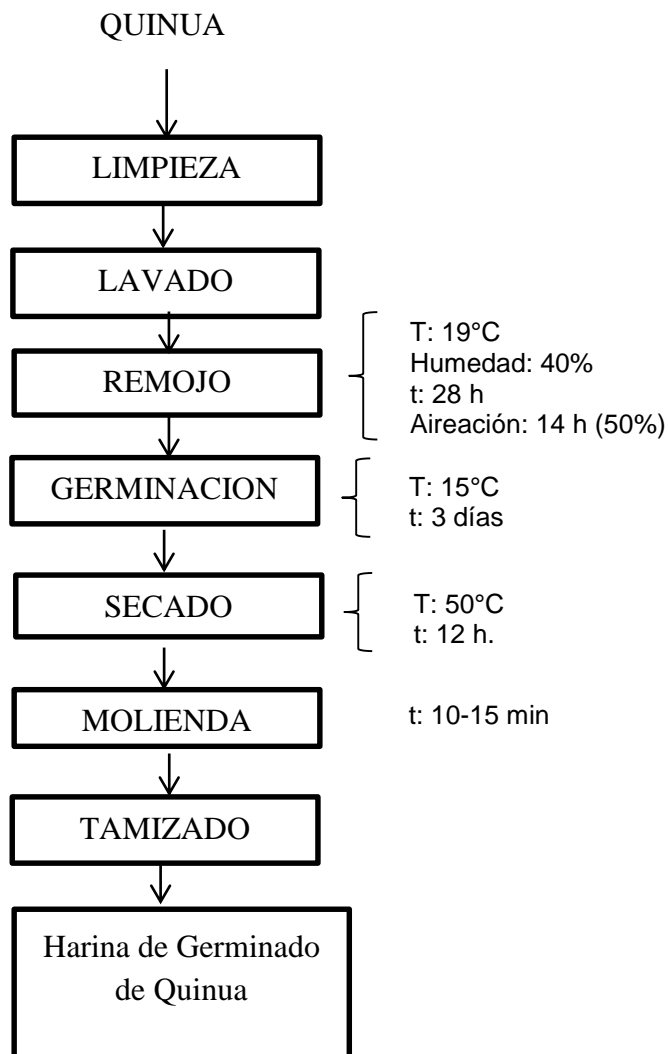 QUINUA
LIMPIEZA
LAVADO
REMOJO
T: 19°C
Humedad: 40%
t: 28 h
Aireación: 14 h (50%)
GERMINACION
T: 15°C
t: 3 días
SECADO
T: 50°C
t: 12 h.
MOLIENDA
t: 10-15 min
TAMIZADO
Harina de Germinado
de Quinua